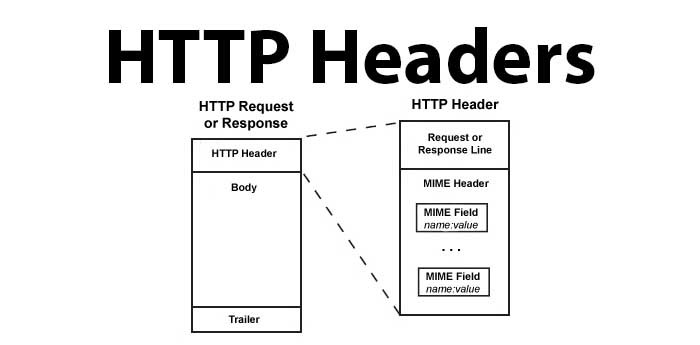 HTTP Headers
HTTP Request
or Response
HTTP Header
Body
Trailer
HTTP Header
Request or
Response Line
MIME Header
MIME Field
name:value
...
MIME Field
name:value